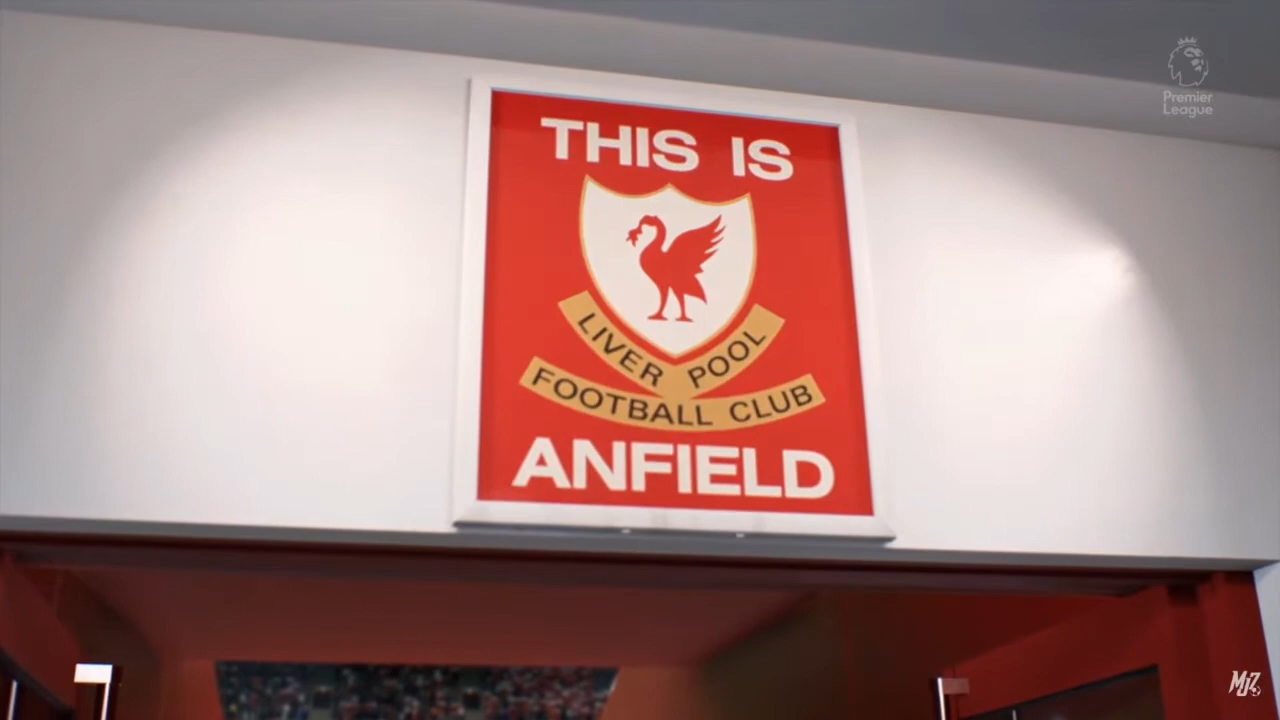 Premier
League
THIS IS
LIVER POOL
FOOTBALL CLUB
ANFIELD
MJZ